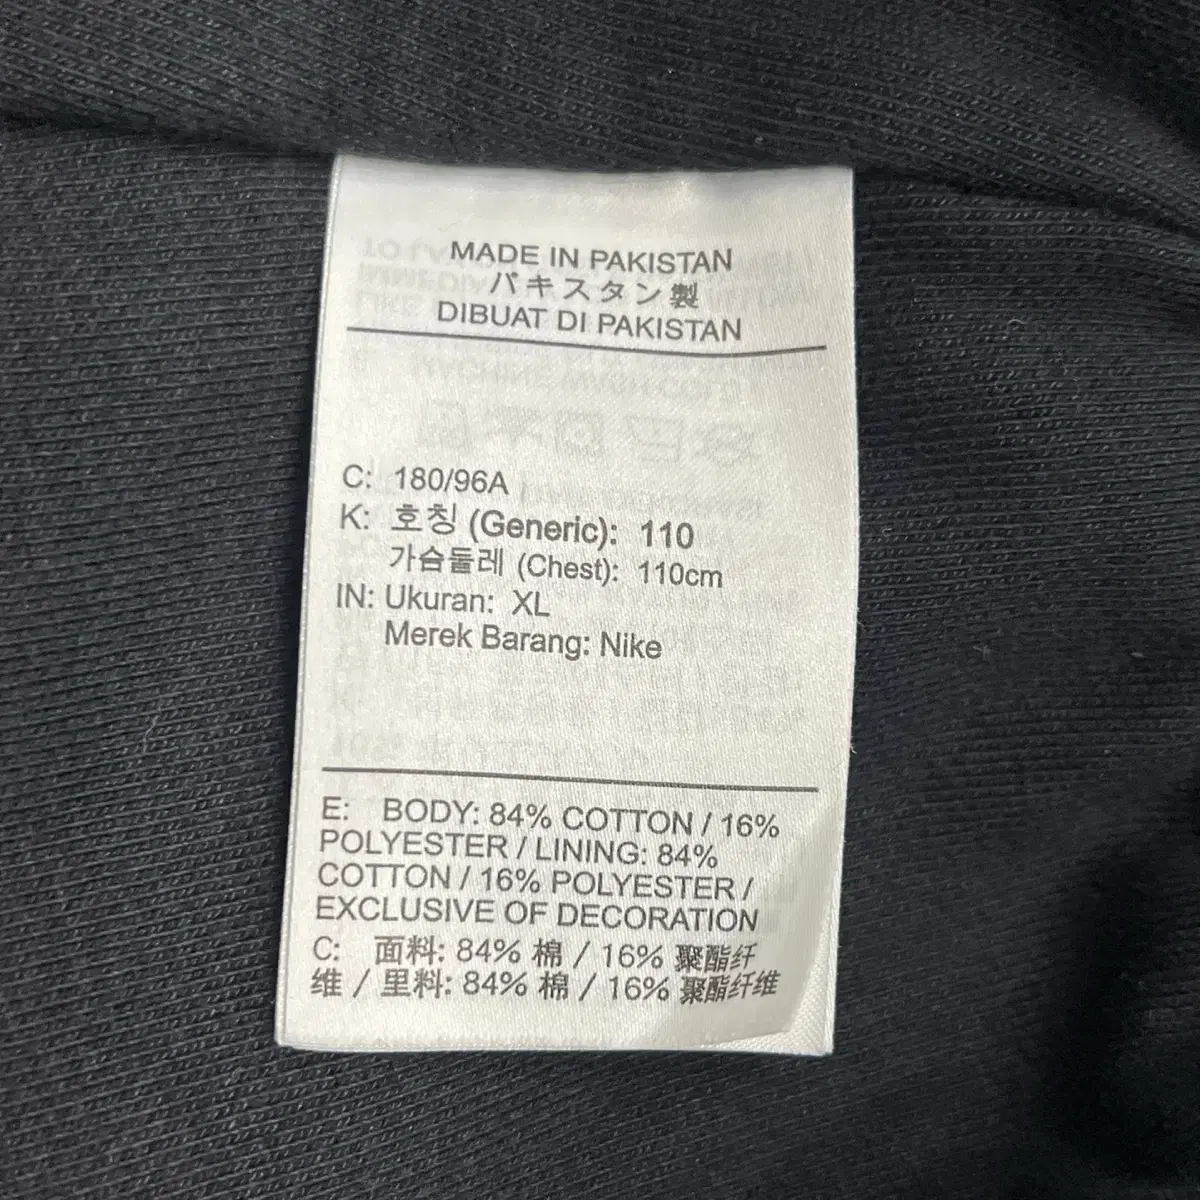 MADE IN PAKISTAN
パキスタン製
DIBUAT DI PAKISTAN
C: 180/96A
K: 호칭 (Generic): 110
가슴둘레 (Chest): 110cm
IN: Ukuran: XL
Merek Barang: Nike
E: BODY: 84% COTTON / 16%
POLYESTER / LINING: 84%
COTTON / 16% POLYESTER /
EXCLUSIVE OF DECORATION
C: 面料: 84% 棉 / 16% 聚酯纤
维 / 里料: 84% 棉 / 16% 聚酯纤维